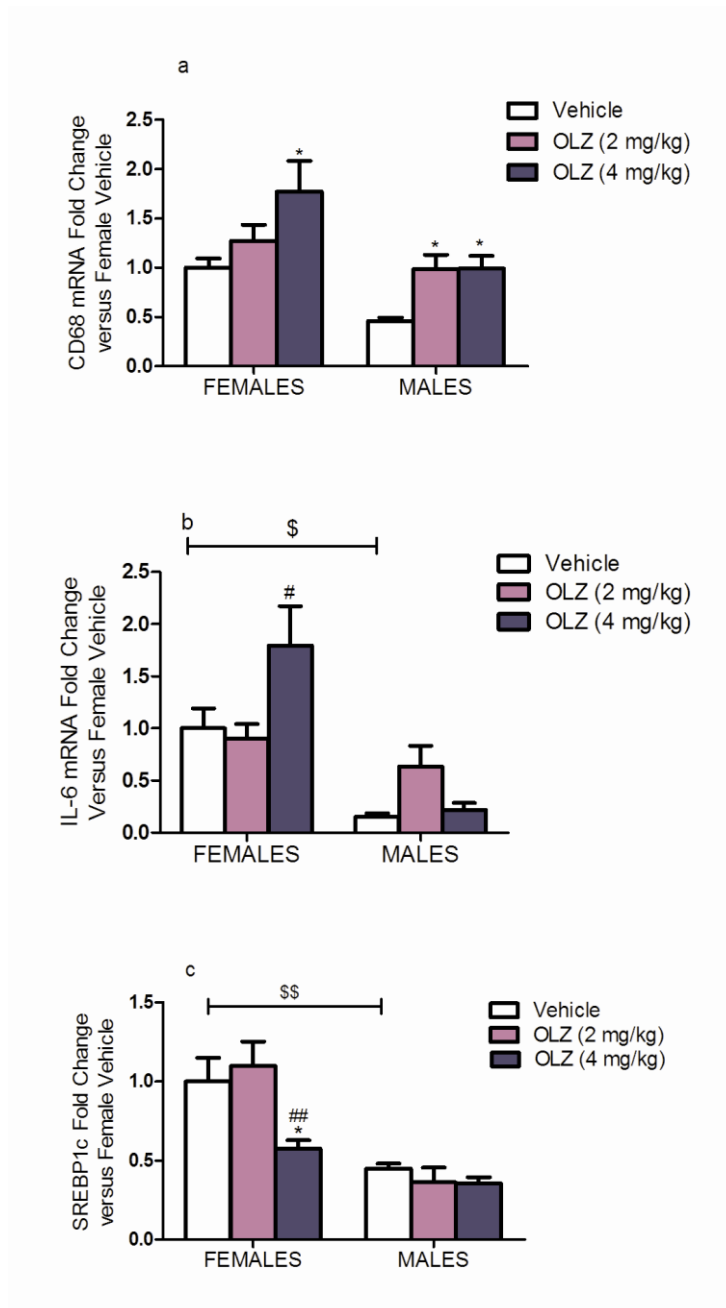 a
CD68 mRNA Fold Change
versus Female Vehicle
2.5
2.0
1.5
1.0
0.5
0.0
*
* *
FEMALES MALES
Vehicle
OLZ (2 mg/kg)
OLZ (4 mg/kg)
b
$
IL-6 mRNA Fold Change
Versus Female Vehicle
2.5
2.0
1.5
1.0
0.5
0.0
#
FEMALES MALES
Vehicle
OLZ (2 mg/kg)
OLZ (4 mg/kg)
c
$$
SREBP1c Fold Change
versus Female Vehicle
1.5
1.0
0.5
0.0
##
*
FEMALES MALES
Vehicle
OLZ (2 mg/kg)
OLZ (4 mg/kg)